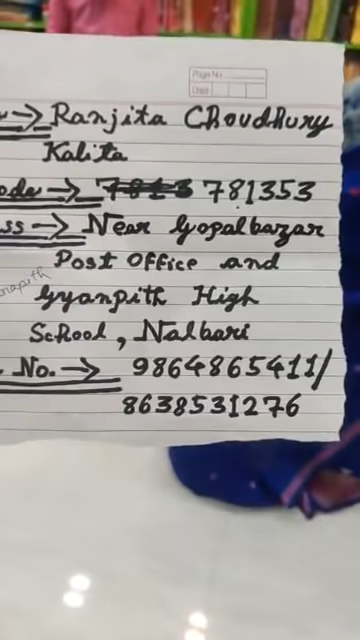 Page No.
Date
→ Ranjita Choudhury
Kalita
ode → 781353
ss → Near Gopalbazar
Post Office and
Gyanpith High
School, Nalbari
. No. → 9864865411/
8638531276